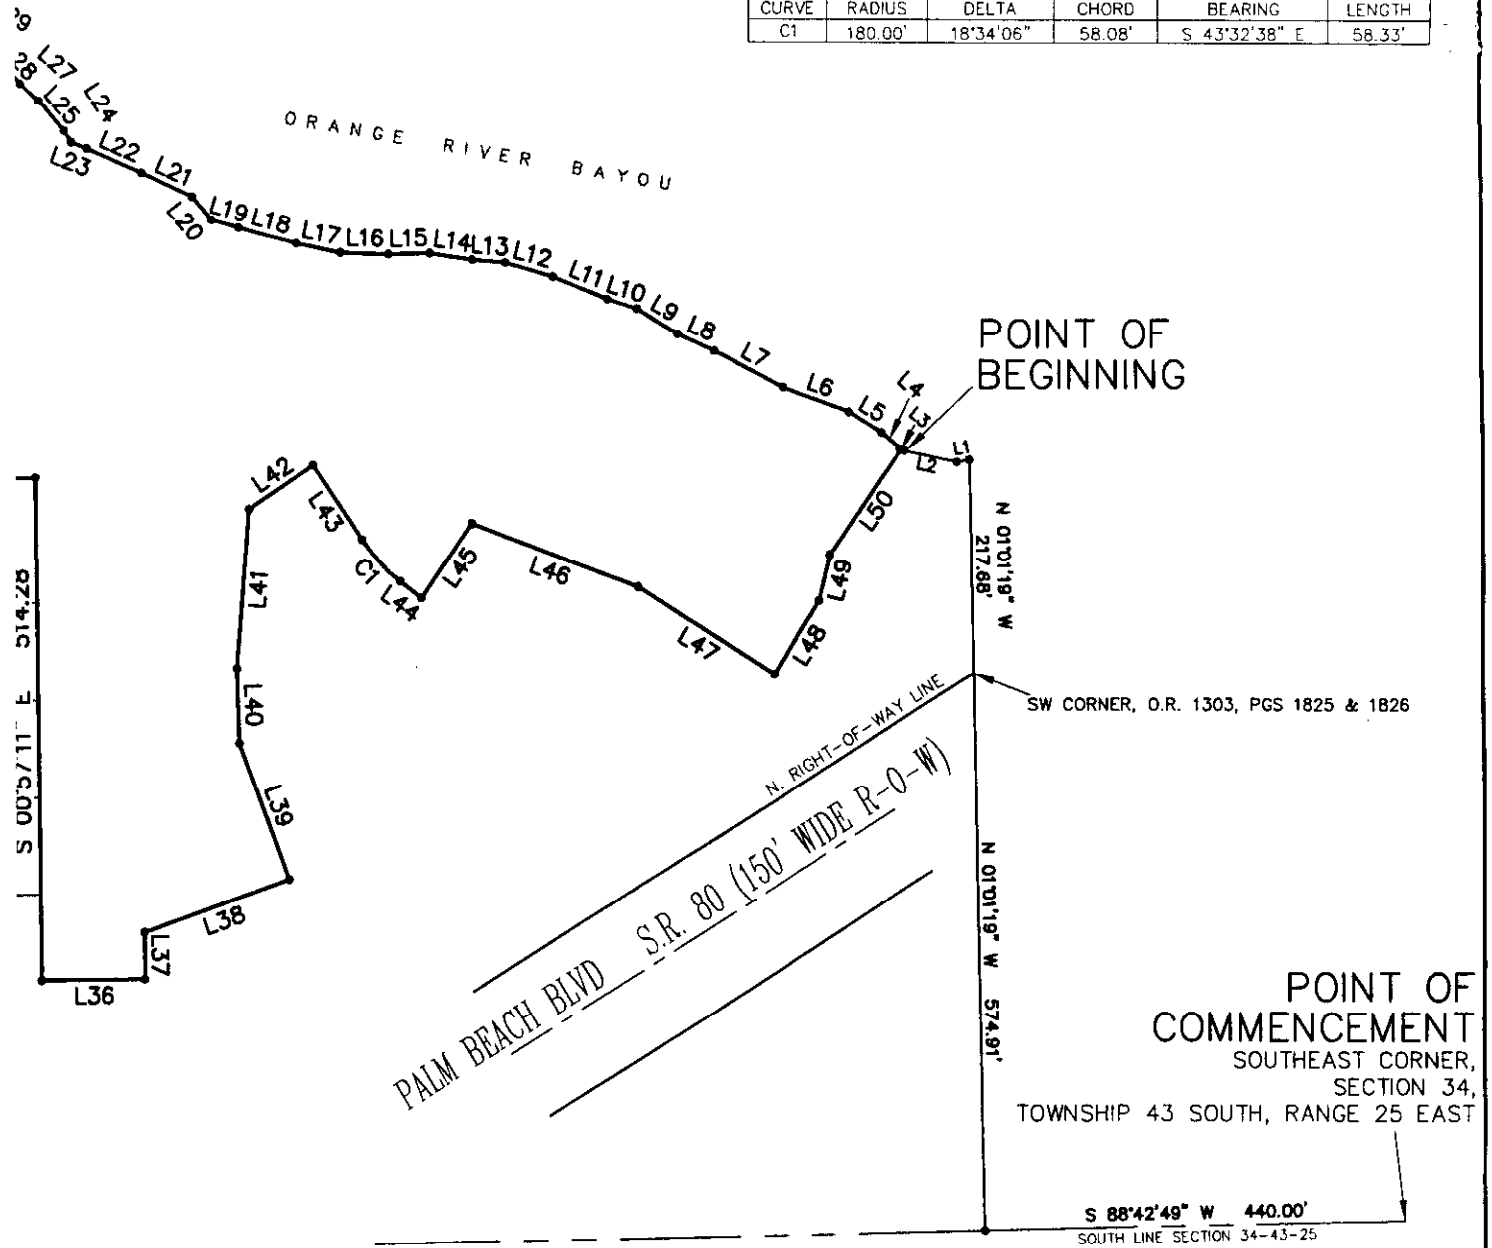 CURVE RADIUS DELTA CHORD BEARING LENGTH
C1 180.00' 18°34'06" 58.08' S 43°32'38" E 58.33'
L27
28
L25
L24
L23
L22
L21
L20
L19
L18
L17
L16
L15
L14
L13
L12
L11
L10
L9
L8
L7
L6
L5
L4
L3
L2
L1
ORANGE RIVER BAYOU
POINT OF
BEGINNING
N 01°01'19" W
217.68'
L50
L49
L48
L47
L46
L45
L44
C1
L43
L42
L41
L40
L39
L38
L37
L36
S 00°57'11" E 514.28
SW CORNER, O.R. 1303, PGS 1825 & 1826
N. RIGHT-OF-WAY LINE
PALM BEACH BLVD S.R. 80 (150' WIDE R-O-W)
N 01°01'19" W 574.91'
POINT OF
COMMENCEMENT
SOUTHEAST CORNER,
SECTION 34,
TOWNSHIP 43 SOUTH, RANGE 25 EAST
S 88°42'49" W 440.00'
SOUTH LINE SECTION 34-43-25